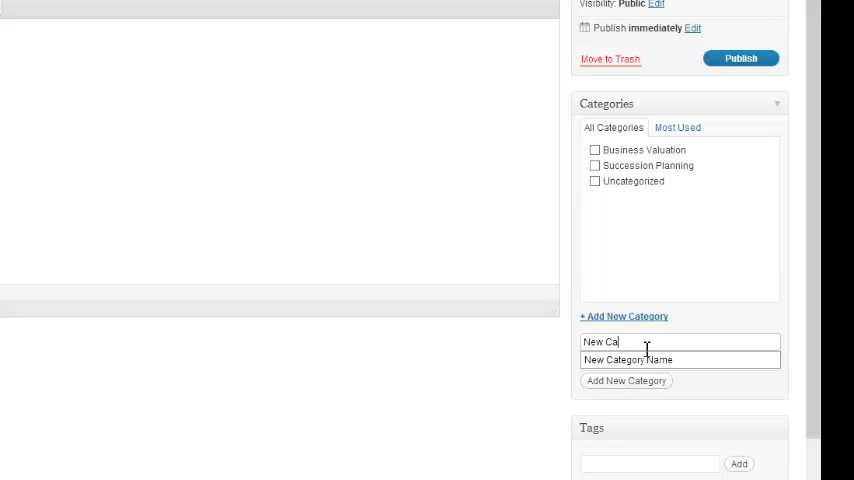 Visibility: Public Edit
Publish immediately Edit
Move to Trash Publish
Categories
All Categories Most Used
Business Valuation
Succession Planning
Uncategorized
+ Add New Category
New Ca
New Category Name
Add New Category
Tags
Add